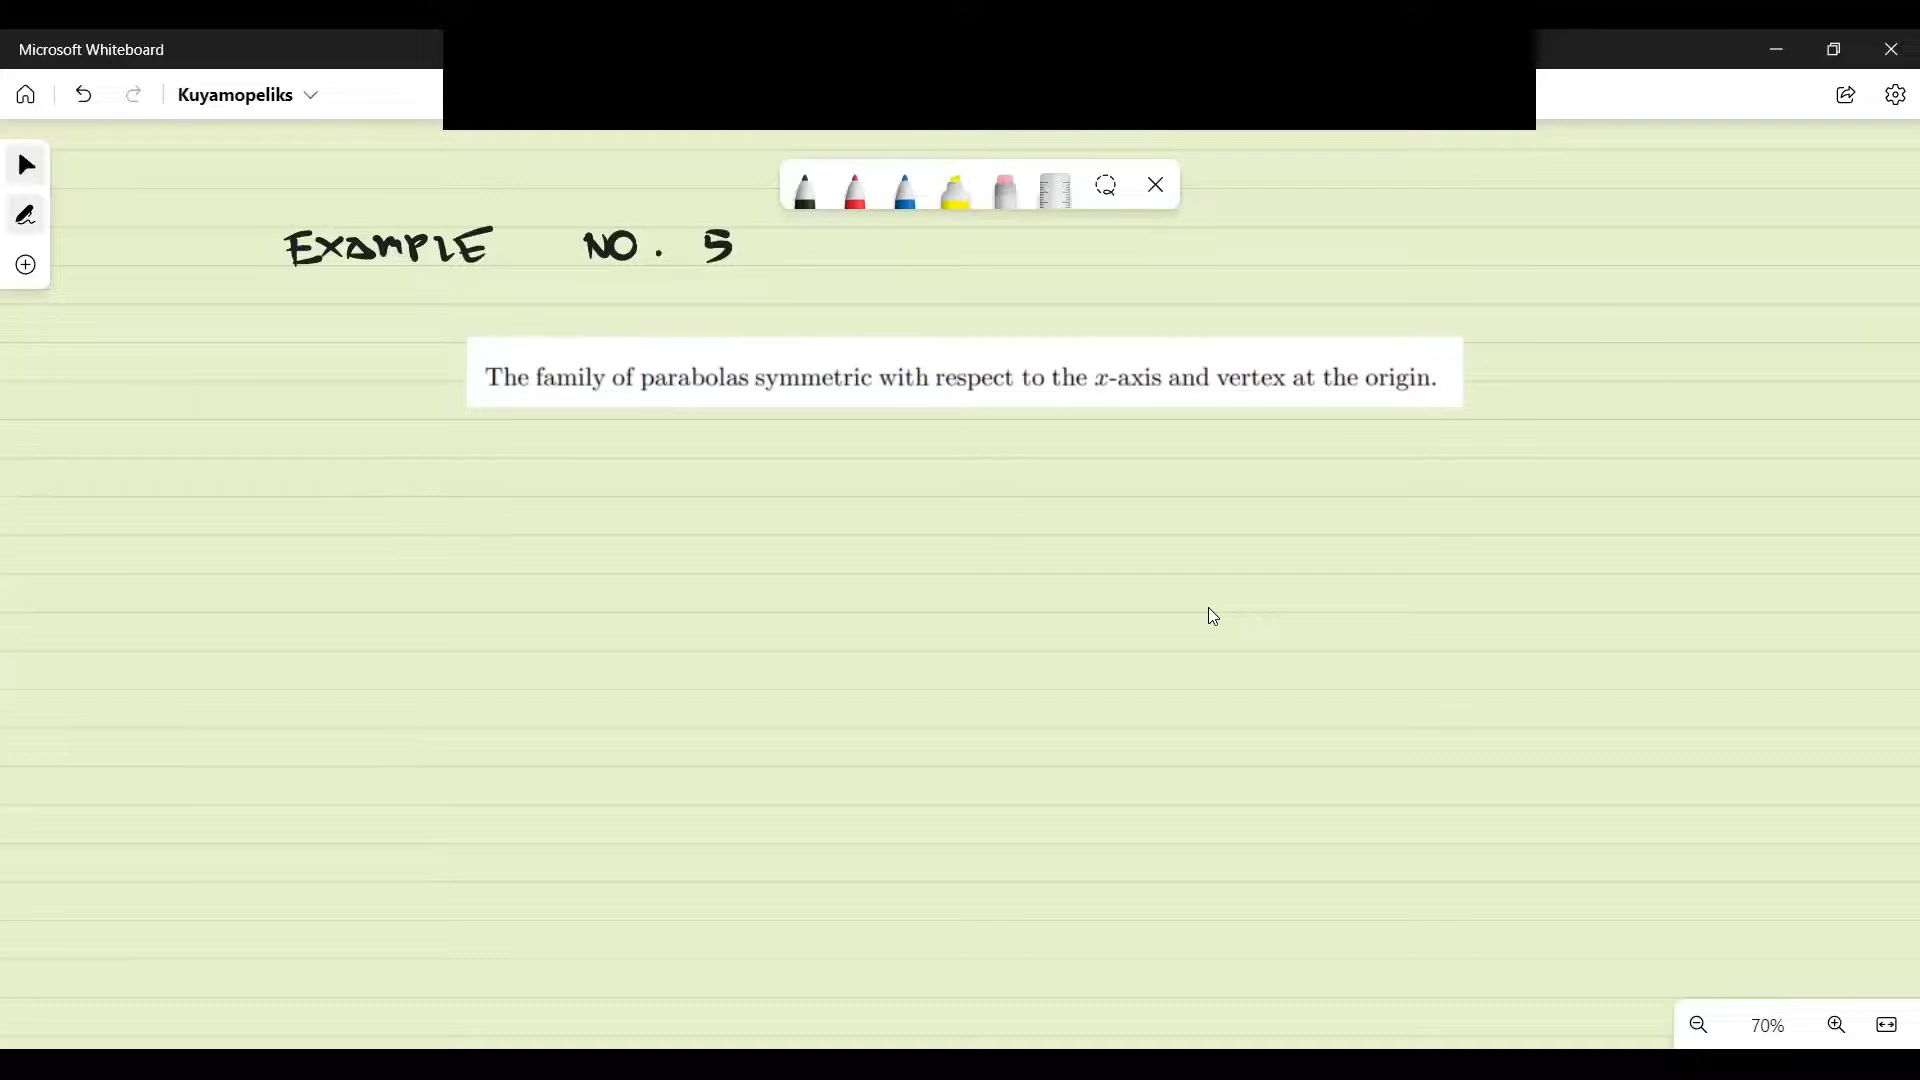 Microsoft Whiteboard
Kuyamopeliks
EXAMPLE NO. 5
The family of parabolas symmetric with respect to the x-axis and vertex at the origin.
70%